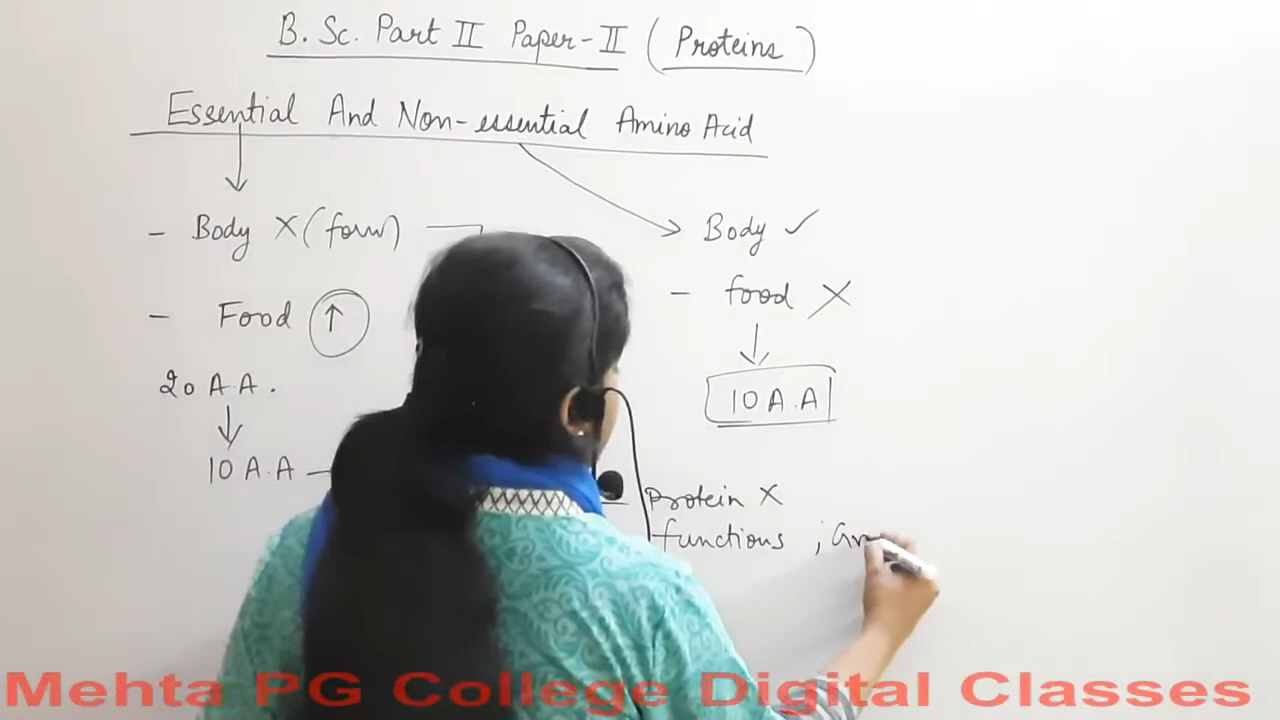 B. Sc. Part II Paper-II (Proteins)
Essential And Non-essential Amino Acid
- Body X (form)
- Food ↑
20 A.A.
↓
10 A.A -
Body ✓
- food X
↓
10 A.A
Protein X
functions ; Gr
Mehta PG College Digital Classes